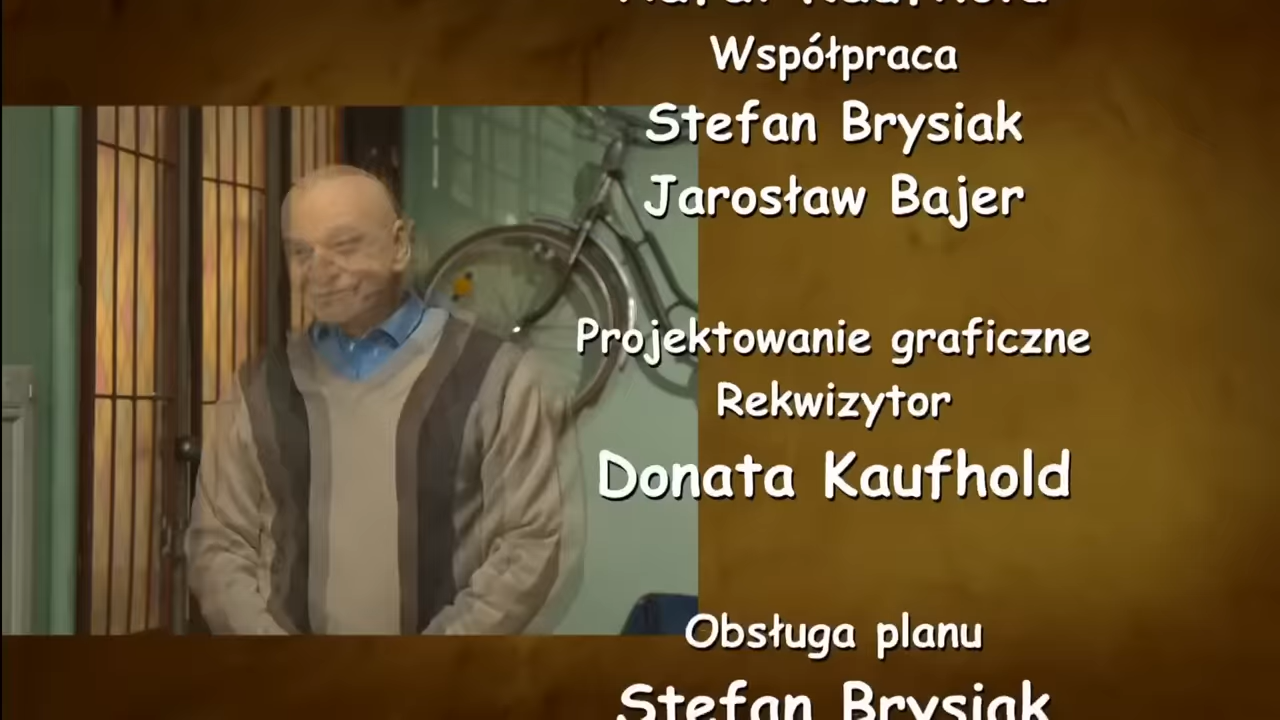 Współpraca
Stefan Brysiak
Jarosław Bajer
Projektowanie graficzne
Rekwizytor
Donata Kaufhold
Obsługa planu
Stefan Brysiak